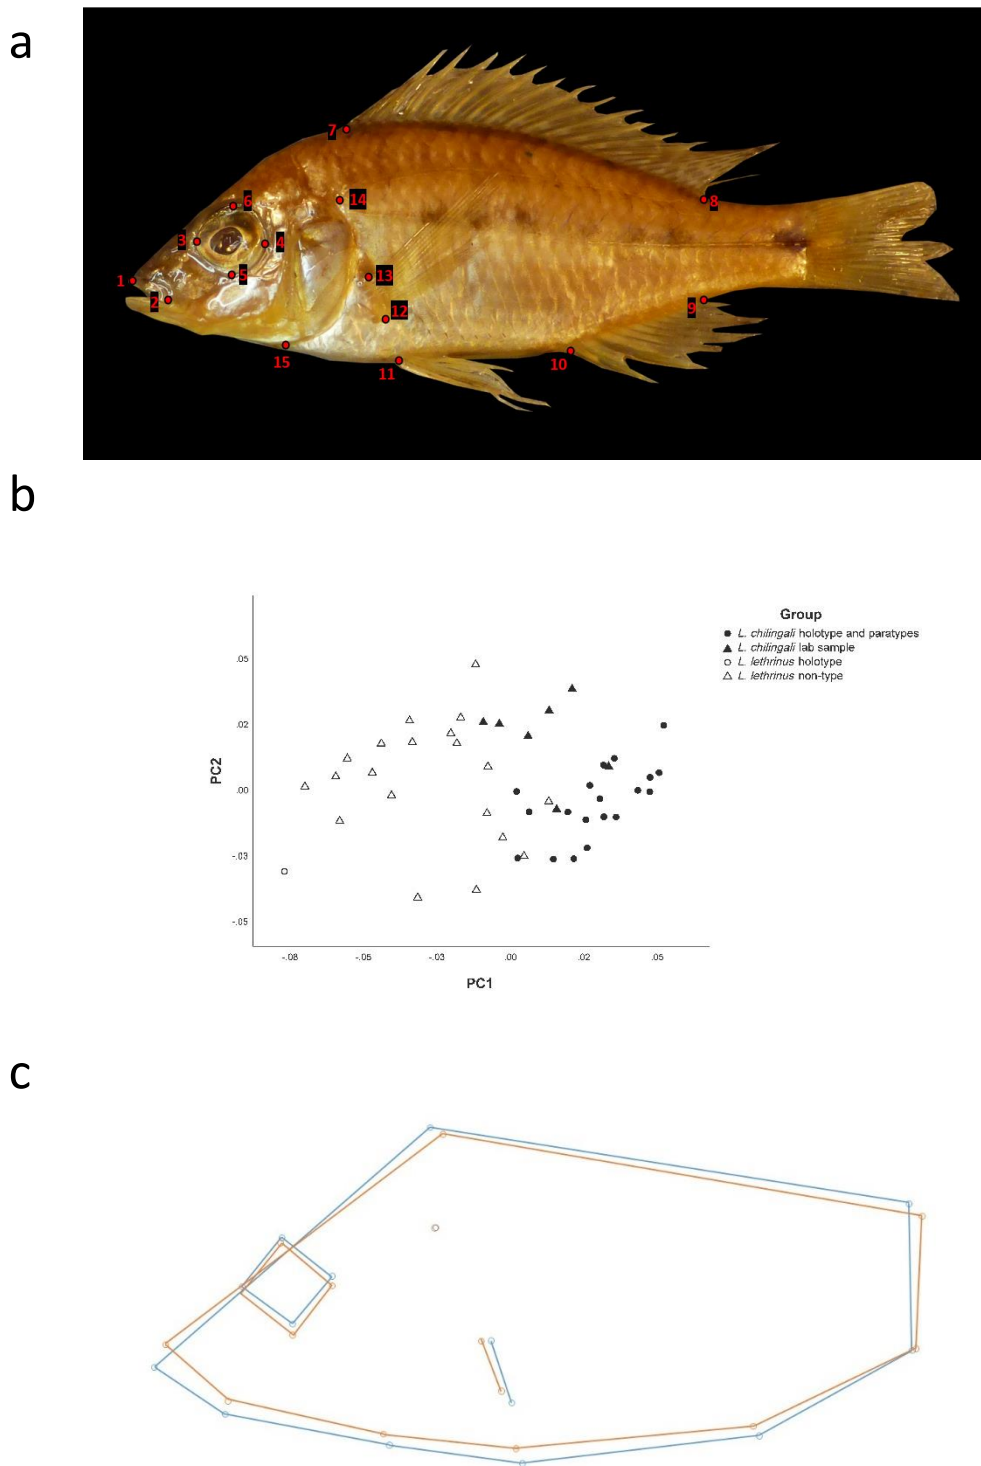 a
7
6
14
8
3
4
5
13
1
2
9
12
15
11
10
b
Group
L. chilingali holotype and paratypes
L. chilingali lab sample
L. lethrinus holotype
L. lethrinus non-type
PC2
.05
.02
.00
-.03
-.05
-.08 -.05 -.03 .00 .02 .05
PC1
c